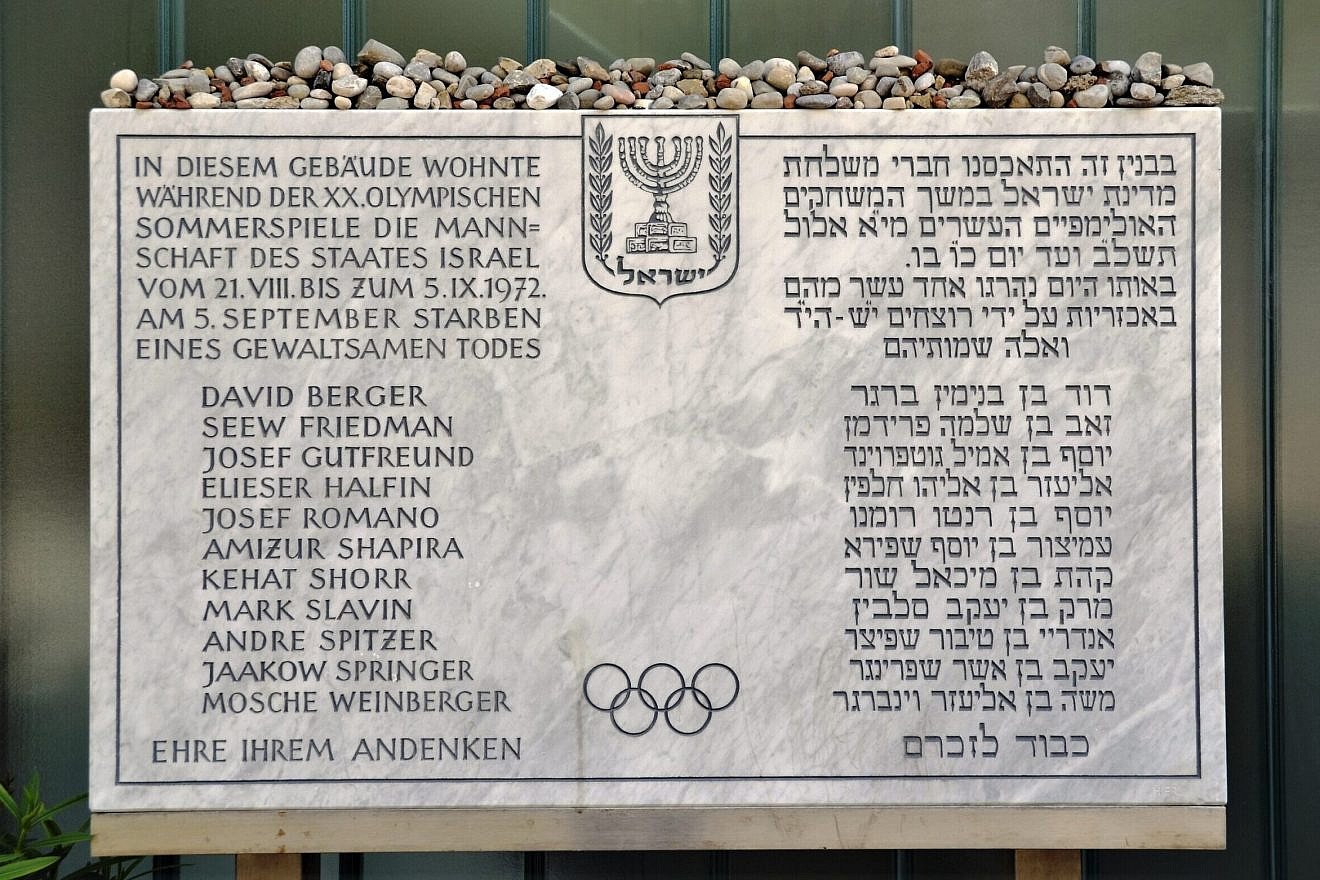 IN DIESEM GEBÄUDE WOHNTE
WÄHREND DER XX. OLYMPISCHEN
SOMMERSPIELE DIE MANN=
SCHAFT DES STAATES ISRAEL
VOM 21.VIII. BIS ZUM 5.IX.1972.
AM 5. SEPTEMBER STARBEN
EINES GEWALTSAMEN TODES
DAVID BERGER
SEEW FRIEDMAN
JOSEF GUTFREUND
ELIESER HALFIN
JOSEF ROMANO
AMIZUR SHAPIRA
KEHAT SHORR
MARK SLAVIN
ANDRE SPITZER
JAAKOW SPRINGER
MOSCHE WEINBERGER
EHRE IHREM ANDENKEN
ישראל
בבנין זה התאכסנו חברי משלחת
מדינת ישראל במשך המשחקים
האולימפיים העשרים מי״א אלול
תשל״ב ועד יום כ״ו בו.
באותו היום נהרגו אחד עשר מהם
באכזריות על ידי רוצחים יש-הי״ד
ואלה שמותיהם
דוד בן בנימין ברגר
זאב בן שלמה פרידמן
יוסף בן אמיל גוטפרוינד
אליעזר בן אליהו חלפין
יוסף בן רנטו רומנו
עמיצור בן יוסף שפירא
קהת בן מיכאל שור
מרק בן יעקב סלבין
אנדריי בן טיבור שפיצר
יעקב בן אשר שפרינגר
משה בן אליעזר וינברגר
כבוד לזכרם